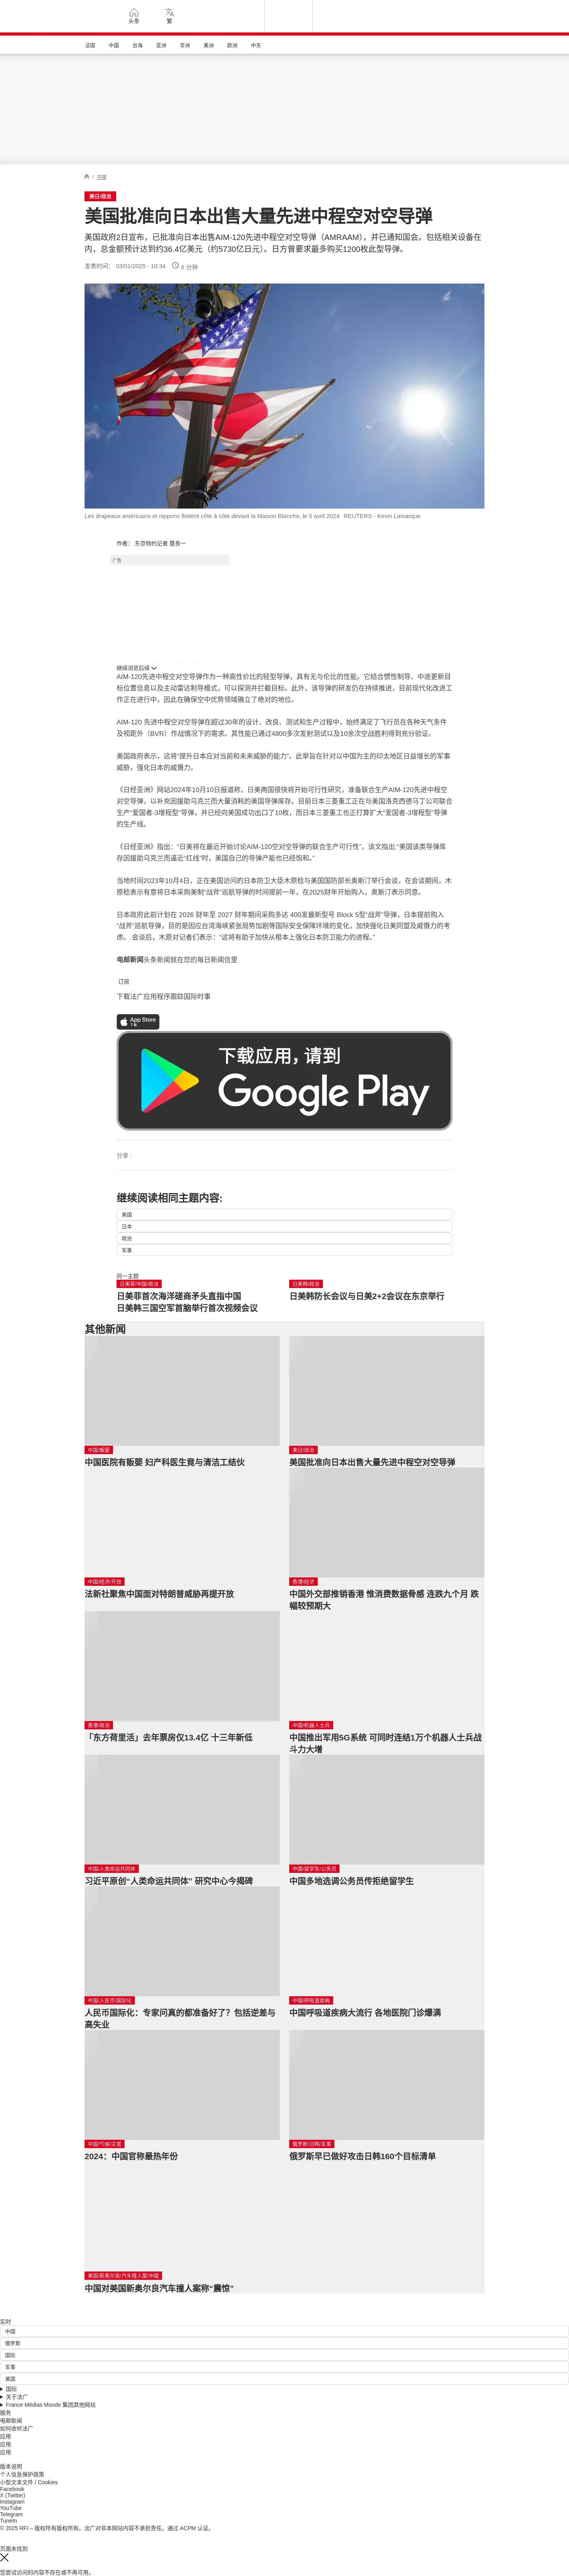 头条
繁
法国
中国
台海
亚洲
非洲
美洲
欧洲
中东
/ 中国
美日/政治
美国批准向日本出售大量先进中程空对空导弹
美国政府2日宣布，已批准向日本出售AIM-120先进中程空对空导弹（AMRAAM），并已通知国会。包括相关设备在
内，总金额预计达到约36.4亿美元（约5730亿日元）。日方曾要求最多购买1200枚此型导弹。
发表时间： 03/01/2025 - 10:34
6 分钟
Les drapeaux américains et nippons flottent côte à côte devant la Maison Blanche, le 5 avril 2024. REUTERS - Kevin Lamarque
作者： 东京特约记者 楚良一
广告
继续浏览后续
AIM-120先进中程空对空导弹作为一种高性价比的轻型导弹，具有无与伦比的性能。它结合惯性制导、中途更新目
标位置信息以及主动雷达制导模式，可以探测并拦截目标。此外，该导弹的研发仍在持续推进，目前现代化改进工
作正在进行中，因此在确保空中优势领域确立了绝对的地位。
AIM-120 先进中程空对空导弹在超过30年的设计、改良、测试和生产过程中，始终满足了飞行员在各种天气条件
及视距外（BVR）作战情况下的需求。其性能已通过4800多次发射测试以及10余次空战胜利得到充分验证。
美国政府表示，这将“提升日本应对当前和未来威胁的能力”。此举旨在针对以中国为主的印太地区日益增长的军事
威胁，强化日本的威慑力。
《日经亚洲》网站2024年10月10日报道称，日美两国很快将开始可行性研究，准备联合生产AIM-120先进中程空
对空导弹，以补充因援助乌克兰而大量消耗的美国导弹库存。目前日本三菱重工正在与美国洛克西德马丁公司联合
生产“爱国者-3增程型”导弹，并已经向美国成功出口了10枚，而日本三菱重工也正打算扩大“爱国者-3增程型”导弹
的生产线。
《日经亚洲》指出：“日美将在最近开始讨论AIM-120空对空导弹的联合生产可行性”，该文指出:“美国该类导弹库
存因援助乌克兰而逼近“红线”时，美国自己的导弹产能也已经饱和。”
当地时间2023年10月4日，正在美国访问的日本防卫大臣木原稔与美国国防部长奥斯汀举行会谈，在会谈期间，木
原稔表示有意将日本采购美制“战斧”巡航导弹的时间提前一年，在2025财年开始购入，奥斯汀表示同意。
日本政府此前计划在 2026 财年至 2027 财年期间采购多达 400发最新型号 Block 5型“战斧”导弹，日本提前购入
“战斧”巡航导弹，目的是因应台湾海峡紧张局势加剧等国际安全保障环境的变化，加快强化日美同盟及威慑力的考
虑。 会谈后，木原对记者们表示：“这将有助于加快从根本上强化日本防卫能力的进程。”
电邮新闻头条新闻就在您的每日新闻信里
订阅
下载法广应用程序跟踪国际时事
App Store
下载
下载应用，请到
Google Play
分享 :
继续阅读相同主题内容:
美国
日本
政治
军事
同一主题
日美菲/中国/政治
日美菲首次海洋磋商矛头直指中国
日美韩三国空军首脑举行首次视频会议
日美韩/政治
日美韩防长会议与日美2+2会议在东京举行
其他新闻
中国/贩婴
中国医院有贩婴 妇产科医生竟与清洁工结伙
美日/政治
美国批准向日本出售大量先进中程空对空导弹
中国/经济/开放
法新社聚焦中国面对特朗普威胁再提开放
香港/经济
中国外交部推销香港 惟消费数据骨感 连跌九个月 跌
幅较预期大
香港/政治
「东方荷里活」去年票房仅13.4亿 十三年新低
中国/机器人士兵
中国推出军用5G系统 可同时连结1万个机器人士兵战
斗力大增
中国/人类命运共同体
习近平原创“人类命运共同体” 研究中心今揭碑
中国/留学生/公务员
中国多地选调公务员传拒绝留学生
中国/人民币/国际化
人民币国际化：专家问真的都准备好了？包括逆差与
高失业
中国/呼吸道疾病
中国呼吸道疾病大流行 各地医院门诊爆满
中国/气候/灾害
2024：中国官称最热年份
俄罗斯/日韩/军事
俄罗斯早已做好攻击日韩160个目标清单
美国/新奥尔良/汽车撞人案/中国
中国对美国新奥尔良汽车撞人案称“震惊”
实时
中国
俄罗斯
国际
军事
美国
国际
关于法广
France Médias Monde 集团其他网站
服务
电邮新闻
如何收听法广
应用
应用
应用
版本说明
个人信息保护政策
小型文本文件 / Cookies
Facebook
X (Twitter)
Instagram
YouTube
Telegram
TuneIn
© 2025 RFI – 版权所有版权所有。法广对非本网站内容不承担责任。通过 ACPM 认证。
页面未找到
您尝试访问的内容不存在或不再可用。